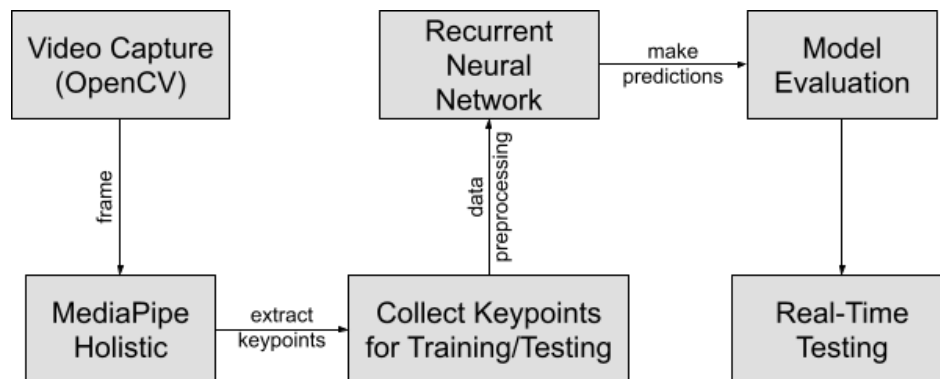 Video Capture
(OpenCV)
frame
MediaPipe
Holistic
extract
keypoints
Collect Keypoints
for Training/Testing
data
preprocessing
Recurrent
Neural
Network
make
predictions
Model
Evaluation
Real-Time
Testing